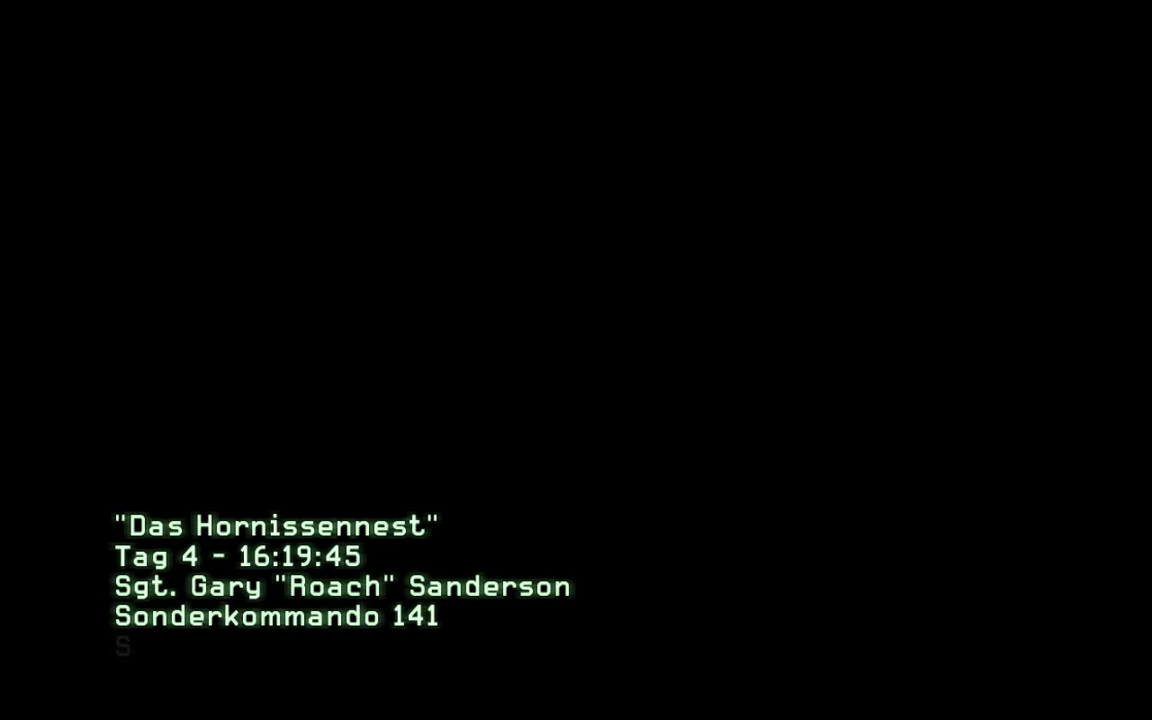 "Das Hornissennest"
Tag 4 - 16:19:45
Sgt. Gary "Roach" Sanderson
Sonderkommando 141
S